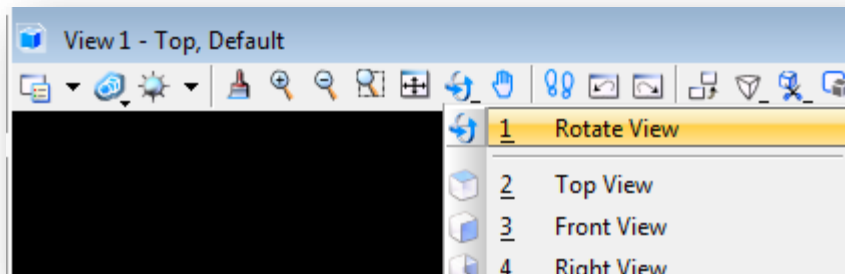 View 1 - Top, Default
1 Rotate View
2 Top View
3 Front View
4 Right View